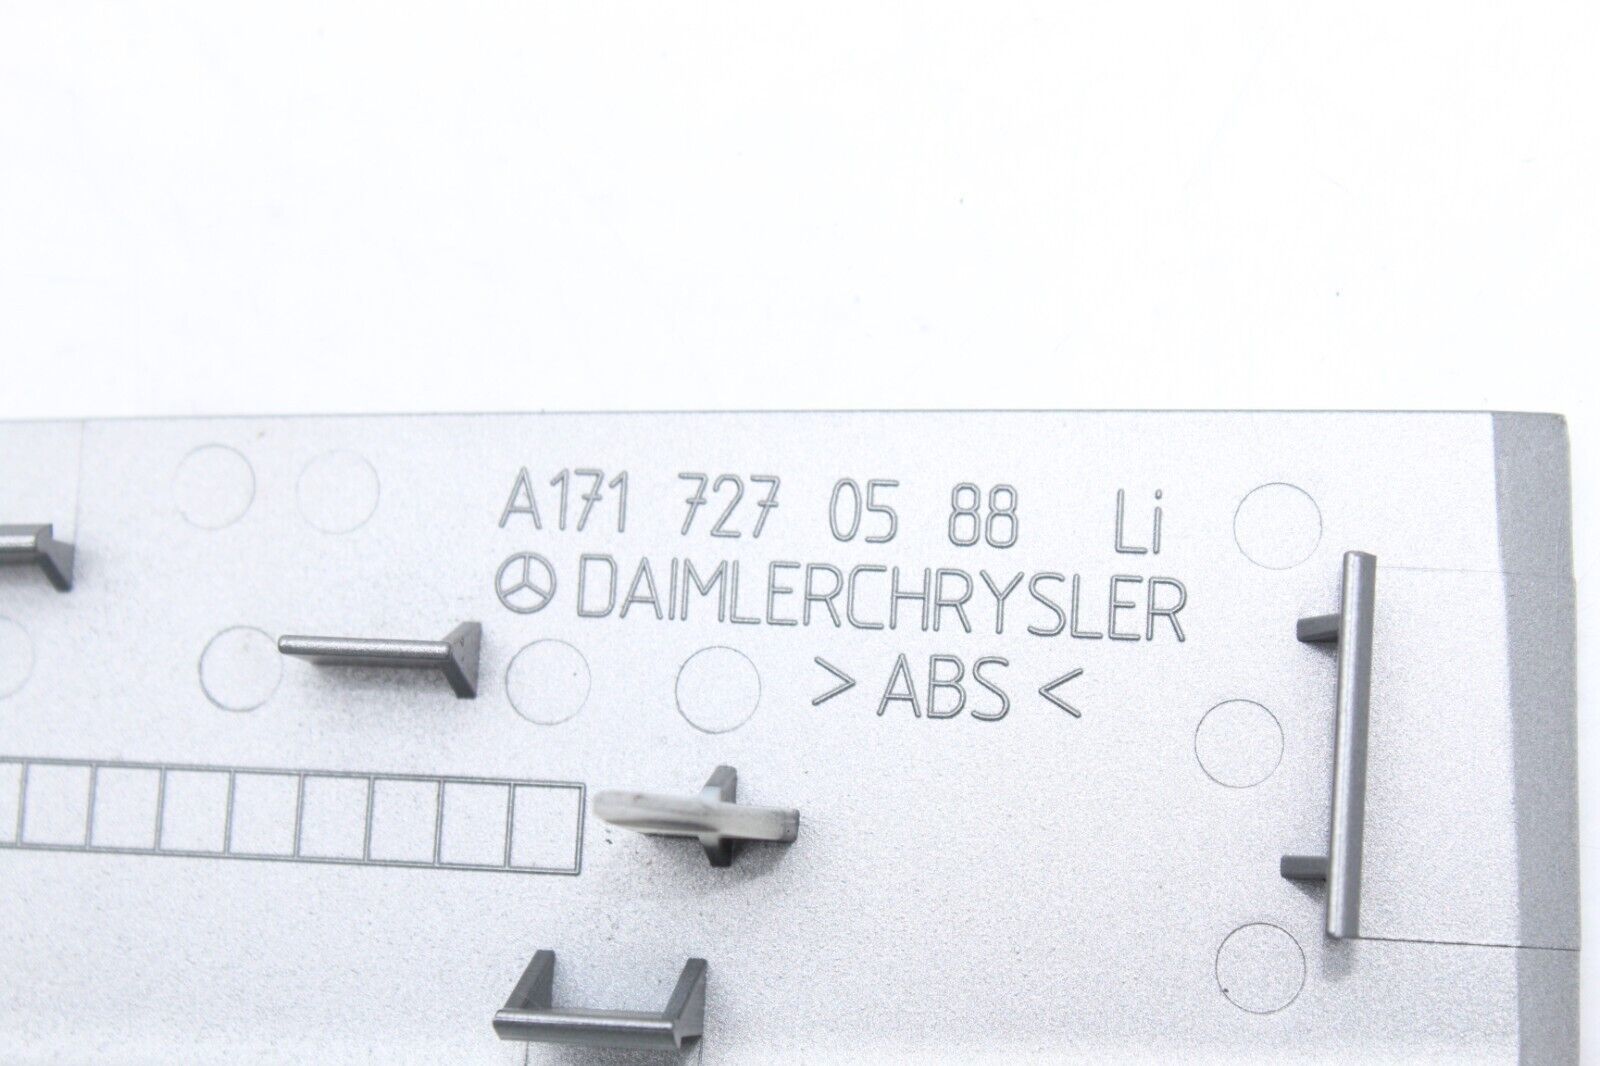 A171 727 05 88 Li
DAIMLERCHRYSLER
>ABS<